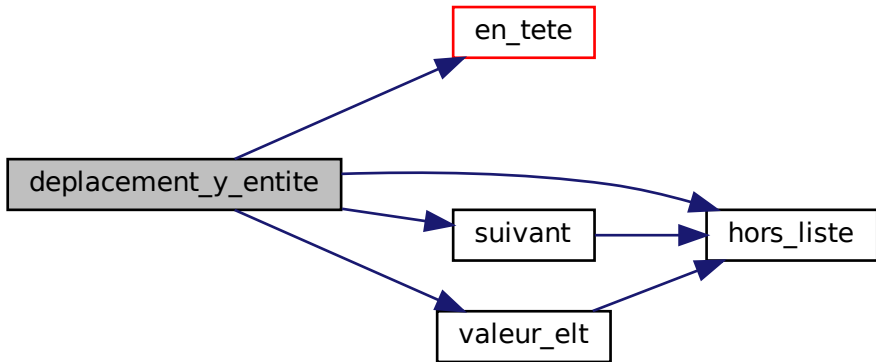 en_tete
deplacement_y_entite
suivant
hors_liste
valeur_elt